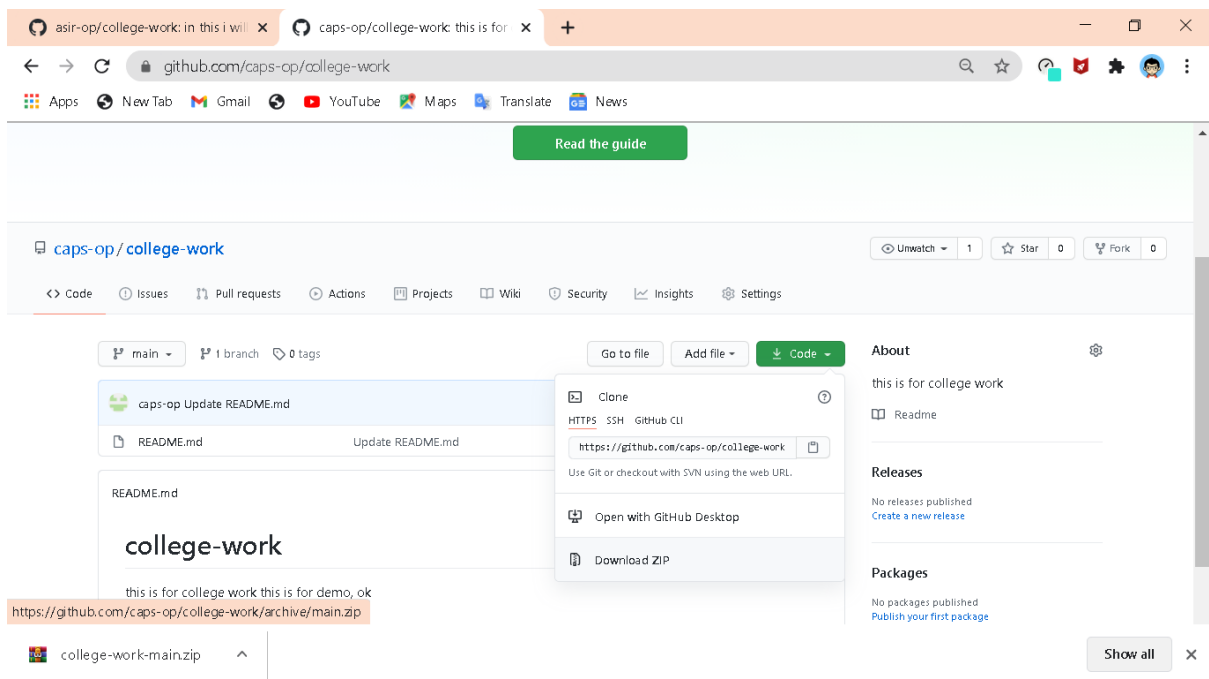 asir-op/college-work: in this i will
caps-op/college-work: this is for
github.com/caps-op/college-work
Apps New Tab Gmail YouTube Maps Translate News
Read the guide
caps-op / college-work
Unwatch 1 Star 0 Fork 0
Code Issues Pull requests Actions Projects Wiki Security Insights Settings
main 1 branch 0 tags Go to file Add file Code
About
this is for college work
Readme
caps-op Update README.md
README.md Update README.md
Clone
HTTPS SSH GitHub CLI
https://github.com/caps-op/college-work
Use Git or checkout with SVN using the web URL.
Open with GitHub Desktop
Download ZIP
Releases
No releases published
Create a new release
README.md
college-work
this is for college work this is for demo, ok
Packages
No packages published
Publish your first package
https://github.com/caps-op/college-work/archive/main.zip
college-work-main.zip
Show all